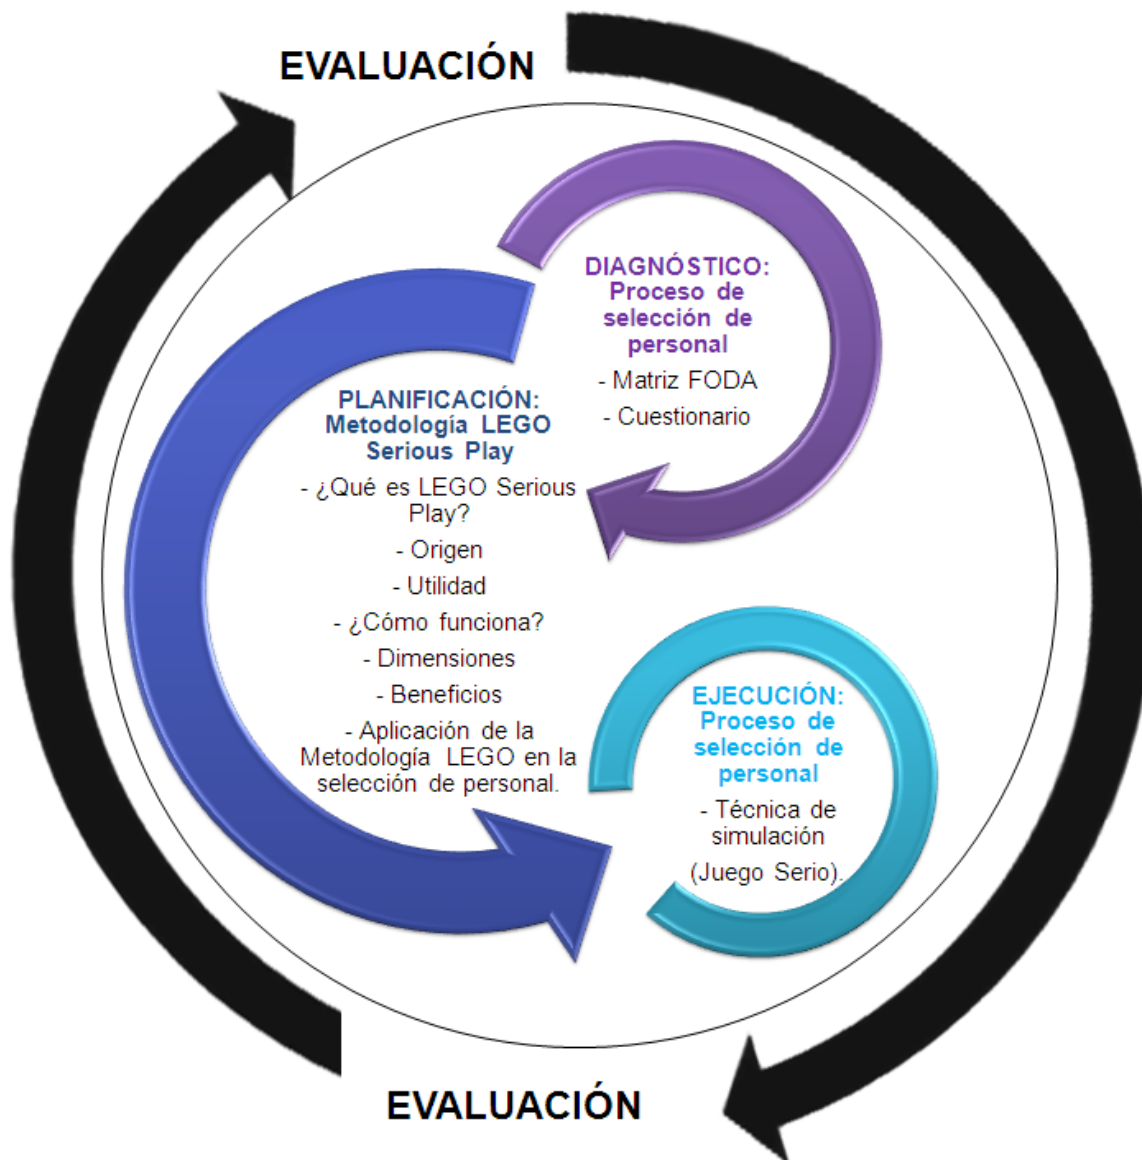 EVALUACIÓN
DIAGNÓSTICO:
Proceso de
selección de
personal
- Matriz FODA
- Cuestionario
PLANIFICACIÓN:
Metodología LEGO
Serious Play
- ¿Qué es LEGO Serious
Play?
- Origen
- Utilidad
- ¿Cómo funciona?
- Dimensiones
- Beneficios
- Aplicación de la
Metodología LEGO en la
selección de personal.
EJECUCIÓN:
Proceso de
selección de
personal
- Técnica de
simulación
(Juego Serio).
EVALUACIÓN